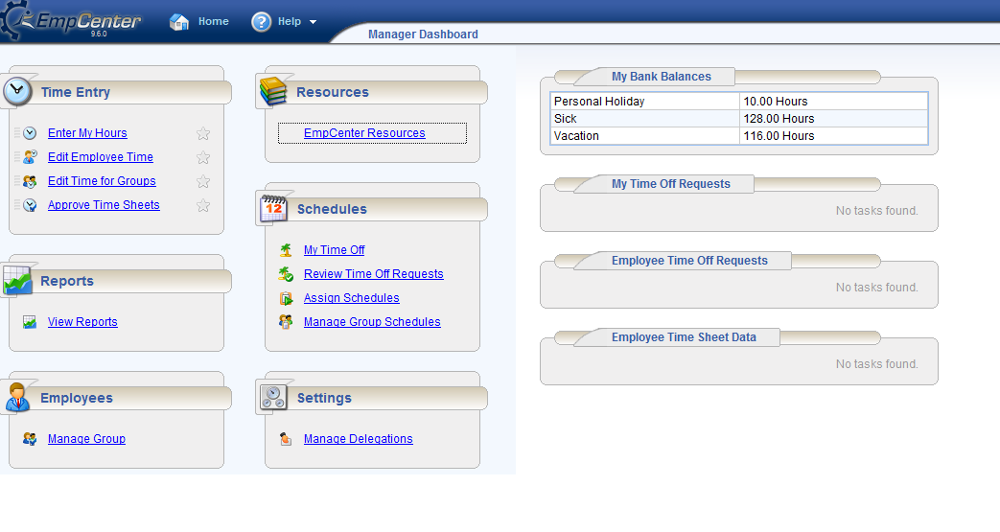 EmpCenter
9.6.0
Home
Help
Manager Dashboard
Time Entry
Enter My Hours
Edit Employee Time
Edit Time for Groups
Approve Time Sheets
Reports
View Reports
Employees
Manage Group
Resources
EmpCenter Resources
12
Schedules
My Time Off
Review Time Off Requests
Assign Schedules
Manage Group Schedules
Settings
Manage Delegations
My Bank Balances
Personal Holiday 10.00 Hours
Sick 128.00 Hours
Vacation 116.00 Hours
My Time Off Requests
No tasks found.
Employee Time Off Requests
No tasks found.
Employee Time Sheet Data
No tasks found.